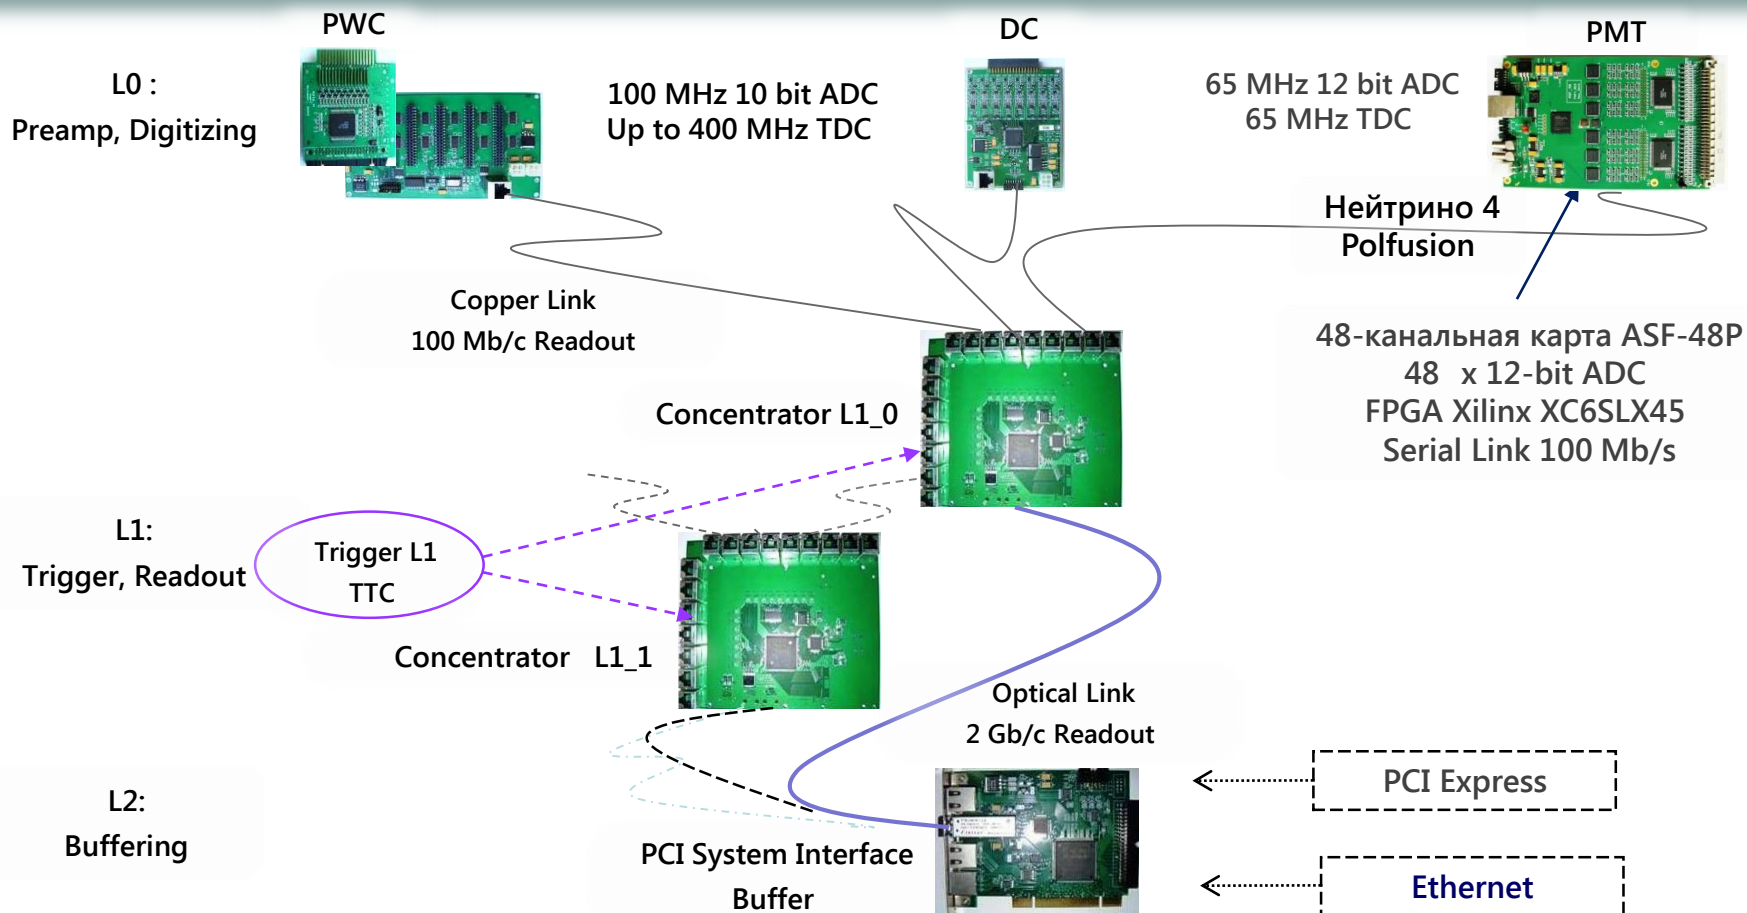 PWC
DC
PMT
L0 :
Preamp, Digitizing
100 MHz 10 bit ADC
Up to 400 MHz TDC
65 MHz 12 bit ADC
65 MHz TDC
Нейтрино 4
Polfusion
Copper Link
100 Mb/c Readout
48-канальная карта ASF-48P
48 x 12-bit ADC
FPGA Xilinx XC6SLX45
Serial Link 100 Mb/s
Concentrator L1_0
L1:
Trigger, Readout
Trigger L1
TTC
Concentrator L1_1
Optical Link
2 Gb/c Readout
L2:
Buffering
PCI System Interface
Buffer
PCI Express
Ethernet